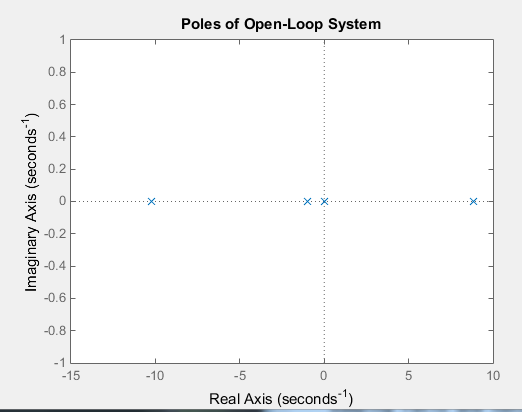 Poles of Open-Loop System
1
0.8
0.6
0.4
0.2
0
-0.2
-0.4
-0.6
-0.8
-1
Imaginary Axis (seconds⁻¹)
-15 -10 -5 0 5 10
Real Axis (seconds⁻¹)